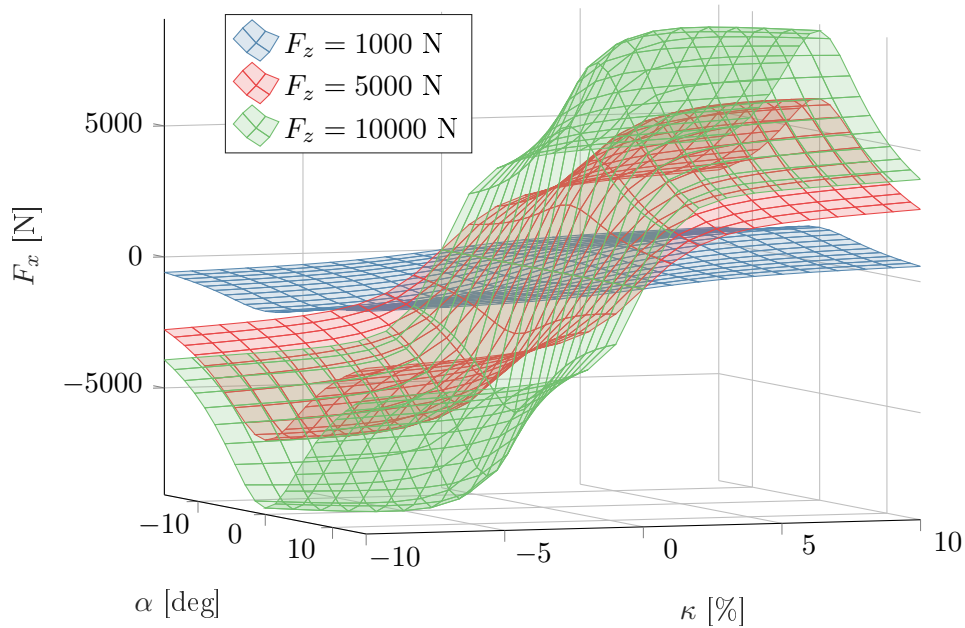 F_z = 1000 N
F_z = 5000 N
F_z = 10000 N
5000
0
−5000
F_x [N]
−10
0
10
α [deg]
−10
−5
0
5
10
κ [%]